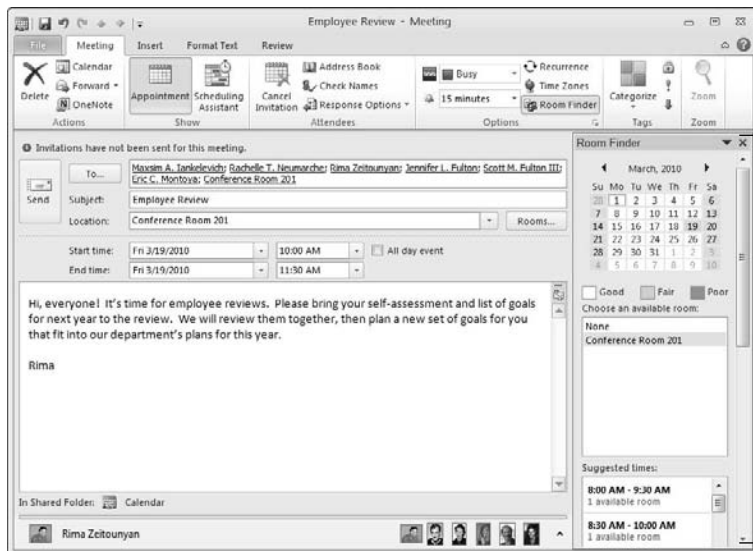 Employee Review - Meeting
File Meeting Insert Format Text Review
Delete
Calendar
Forward
OneNote
Actions
Appointment
Scheduling Assistant
Show
Cancel Invitation
Address Book
Check Names
Response Options
Attendees
Busy
15 minutes
Recurrence
Time Zones
Room Finder
Options
Categorize
Tags
Zoom
Zoom
Invitations have not been sent for this meeting.
Send
To...
Maxsim A. Iankelevich; Rachelle T. Neumarche; Rima Zeitounyan; Jennifer L. Fulton; Scott M. Fulton III;
Eric C. Montoya; Conference Room 201
Subject: Employee Review
Location: Conference Room 201 Rooms...
Start time: Fri 3/19/2010 10:00 AM All day event
End time: Fri 3/19/2010 11:30 AM
Hi, everyone! It's time for employee reviews. Please bring your self-assessment and list of goals
for next year to the review. We will review them together, then plan a new set of goals for you
that fit into our department's plans for this year.
Rima
In Shared Folder: Calendar
Rima Zeitounyan
Room Finder
March, 2010
Su Mo Tu We Th Fr Sa
28 1 2 3 4 5 6
7 8 9 10 11 12 13
14 15 16 17 18 19 20
21 22 23 24 25 26 27
28 29 30 31 1 2 3
4 5 6 7 8 9 10
Good Fair Poor
Choose an available room:
None
Conference Room 201
Suggested times:
8:00 AM - 9:30 AM
1 available room
8:30 AM - 10:00 AM
1 available room